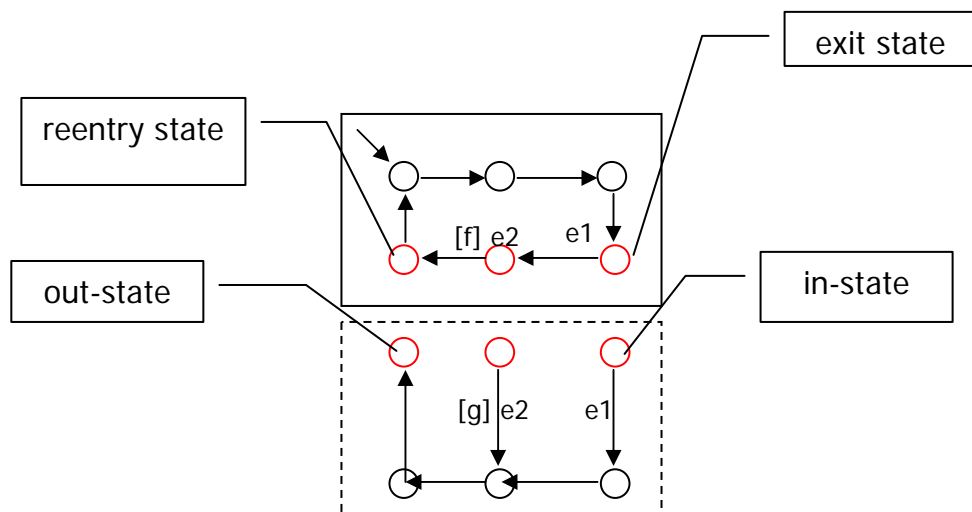 exit state
reentry state
[f] e2
e1
out-state
in-state
[g] e2
e1